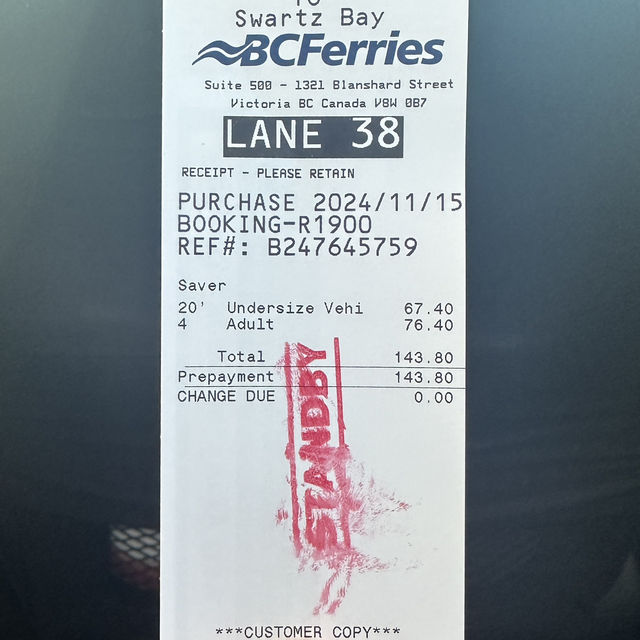 TO
Swartz Bay
BCFerries
Suite 500 - 1321 Blanshard Street
Victoria BC Canada V8W 0B7
LANE 38
RECEIPT - PLEASE RETAIN
PURCHASE 2024/11/15
BOOKING-R1900
REF#: B247645759
Saver
20' Undersize Vehi 67.40
4 Adult 76.40
Total 143.80
Prepayment 143.80
CHANGE DUE 0.00
STANDBY
***CUSTOMER COPY***